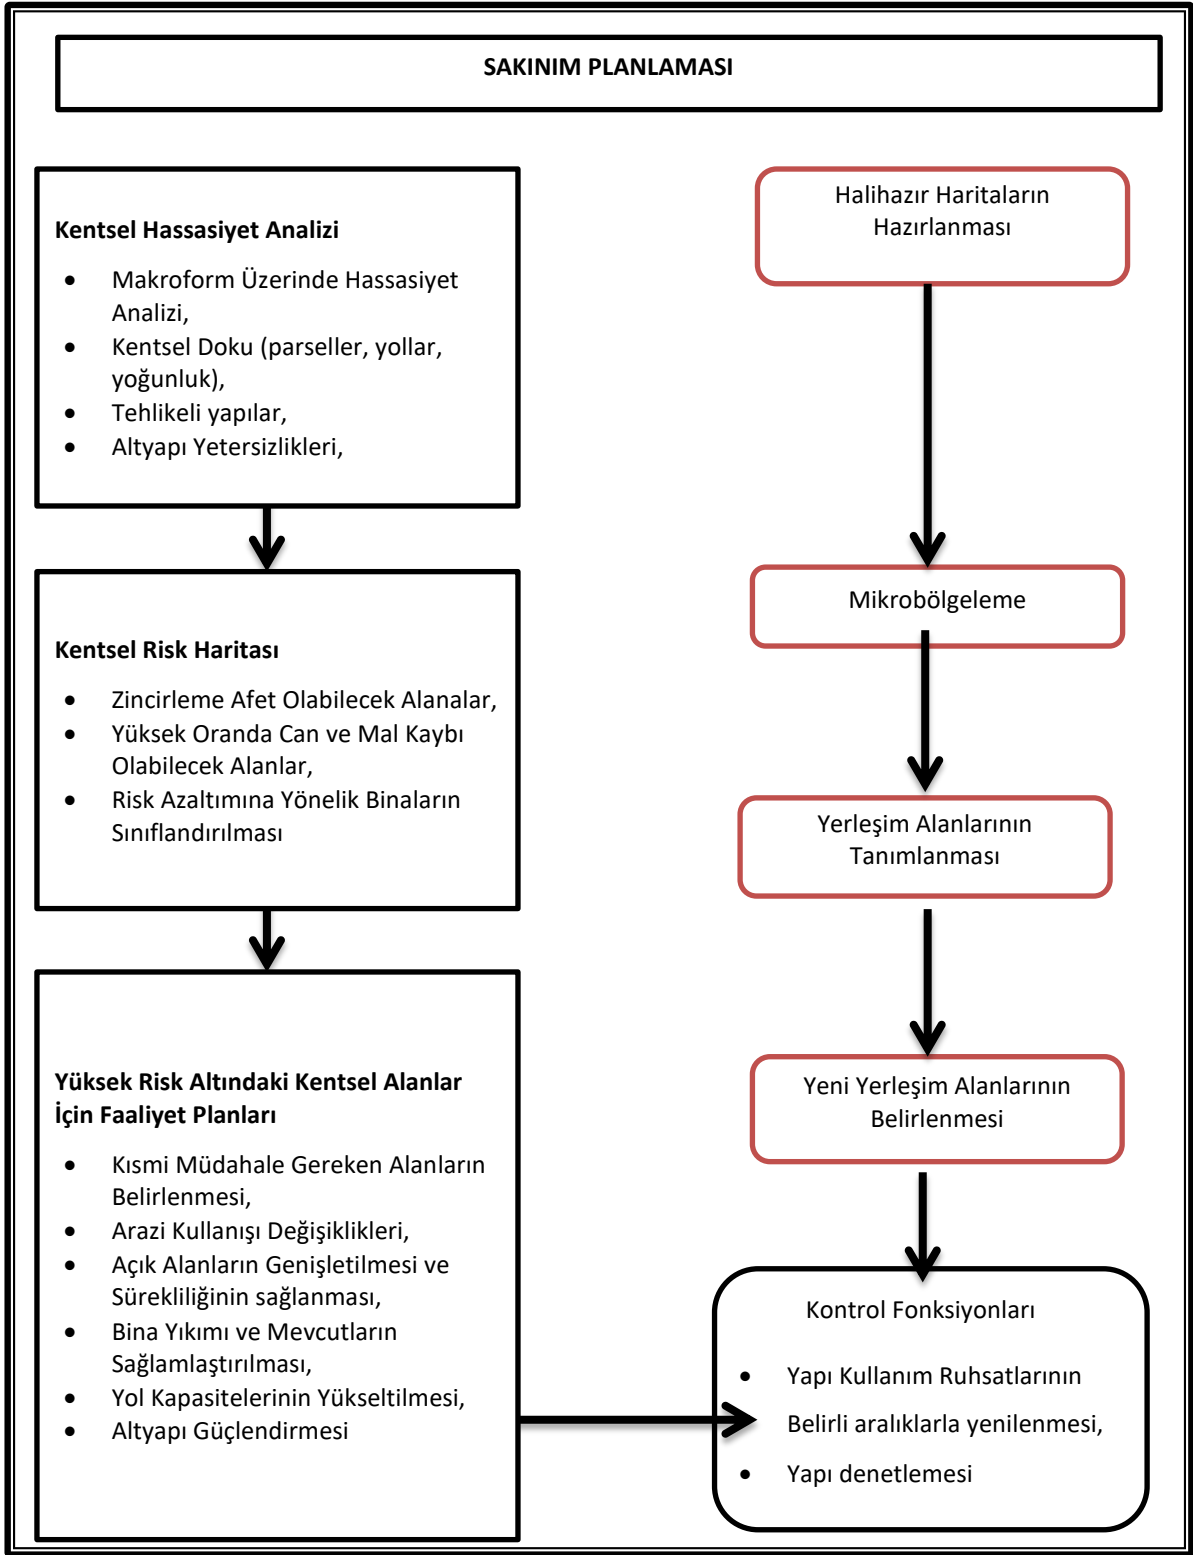 SAKINIM PLANLAMASI
Kentsel Hassasiyet Analizi
• Makroform Üzerinde Hassasiyet
Analizi,
• Kentsel Doku (parseller, yollar,
yoğunluk),
• Tehlikeli yapılar,
• Altyapı Yetersizlikleri,
Kentsel Risk Haritası
• Zincirleme Afet Olabilecek Alanalar,
• Yüksek Oranda Can ve Mal Kaybı
Olabilecek Alanlar,
• Risk Azaltımına Yönelik Binaların
Sınıflandırılması
Yüksek Risk Altındaki Kentsel Alanlar
İçin Faaliyet Planları
• Kısmi Müdahale Gereken Alanların
Belirlenmesi,
• Arazi Kullanışı Değişiklikleri,
• Açık Alanların Genişletilmesi ve
Sürekliliğinin sağlanması,
• Bina Yıkımı ve Mevcutların
Sağlamlaştırılması,
• Yol Kapasitelerinin Yükseltilmesi,
• Altyapı Güçlendirmesi
Halihazır Haritaların
Hazırlanması
Mikrobölgeleme
Yerleşim Alanlarının
Tanımlanması
Yeni Yerleşim Alanlarının
Belirlenmesi
Kontrol Fonksiyonları
• Yapı Kullanım Ruhsatlarının
Belirli aralıklarla yenilenmesi,
• Yapı denetlemesi